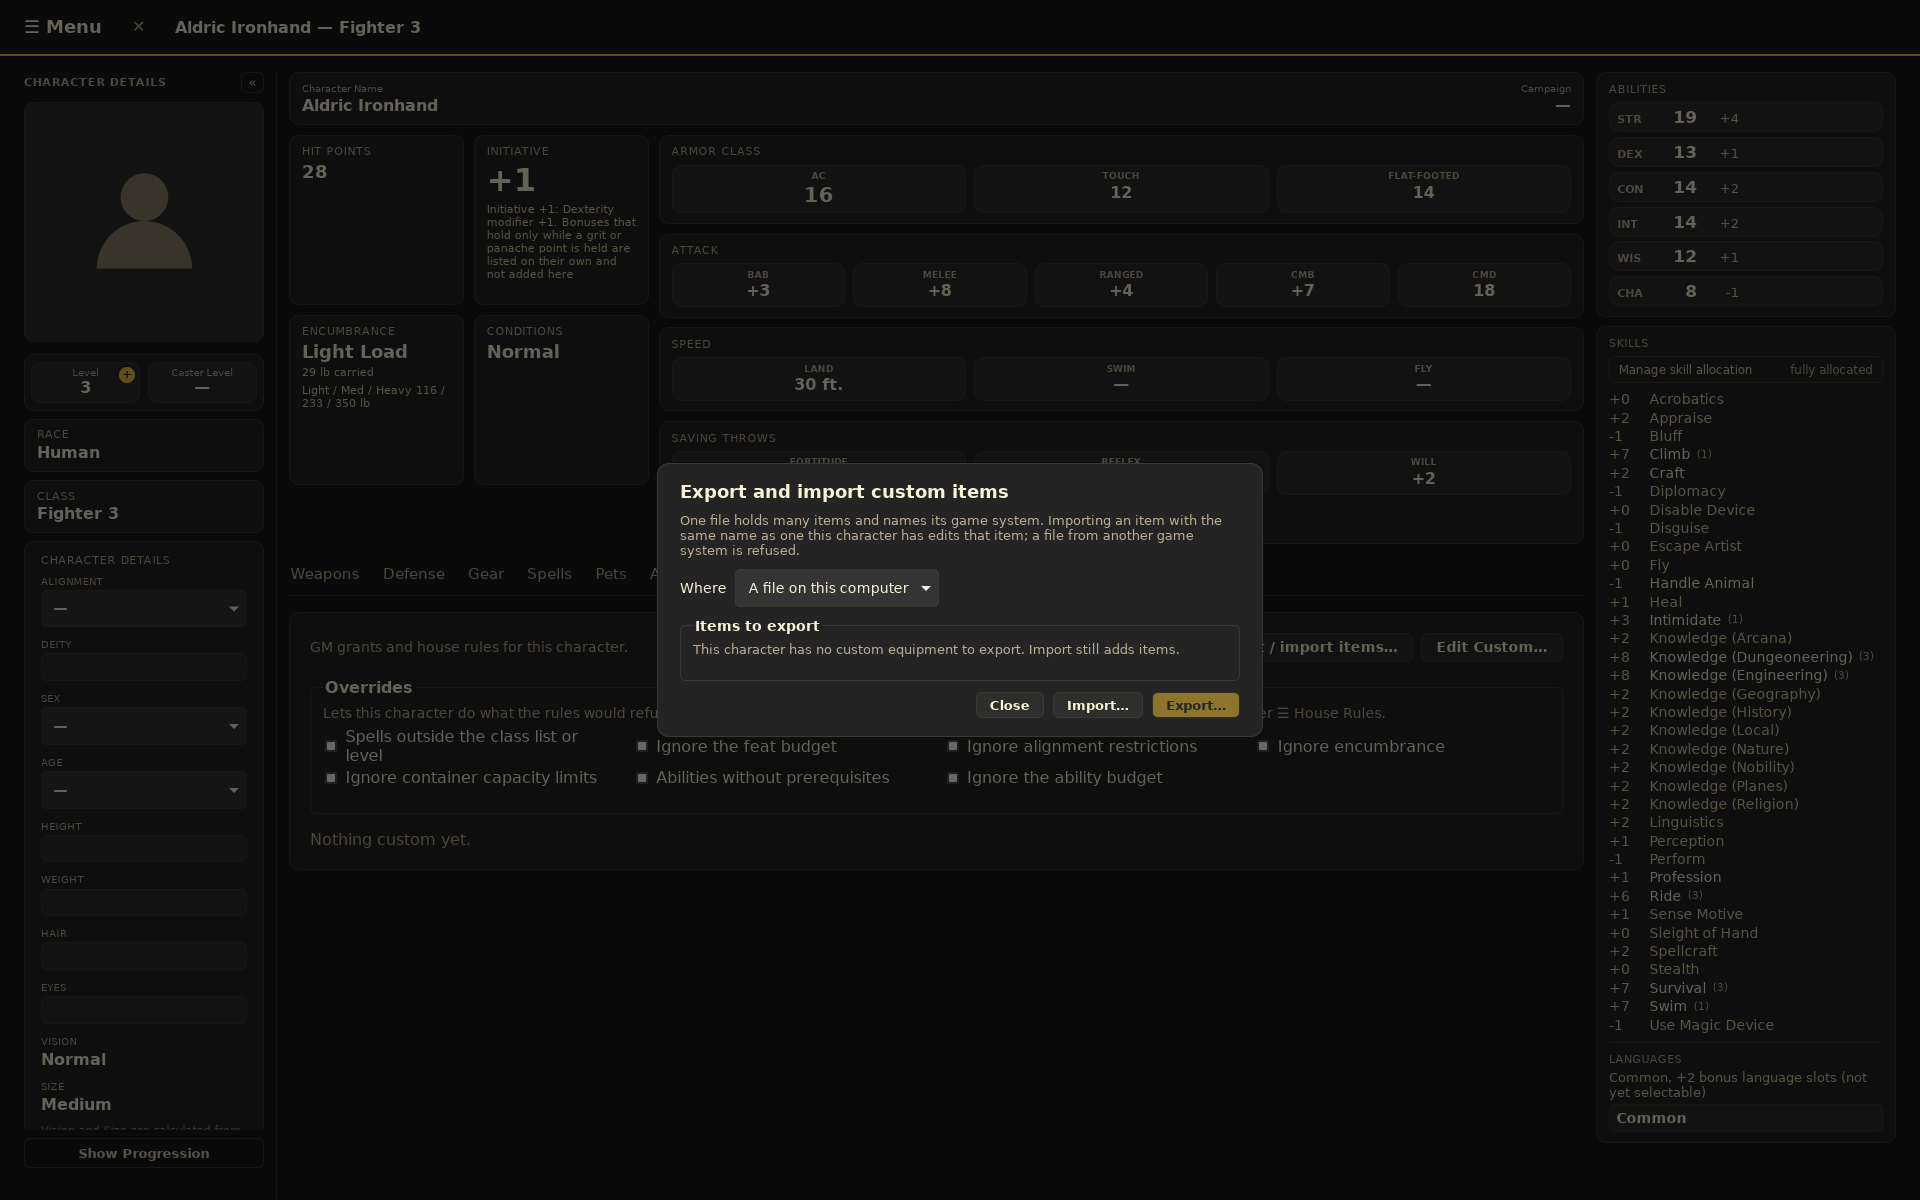 ☰ Menu
✕
Aldric Ironhand — Fighter 3
CHARACTER DETAILS
«
Level
3
+
Caster Level
—
RACE
Human
CLASS
Fighter 3
CHARACTER DETAILS
ALIGNMENT
—
DEITY
SEX
—
AGE
—
HEIGHT
WEIGHT
HAIR
EYES
VISION
Normal
SIZE
Medium
Vision and Size are calculated from
Show Progression
Character Name
Aldric Ironhand
Campaign
—
HIT POINTS
28
INITIATIVE
+1
Initiative +1: Dexterity
modifier +1. Bonuses that
hold only while a grit or
panache point is held are
listed on their own and
not added here
ENCUMBRANCE
Light Load
29 lb carried
Light / Med / Heavy 116 /
233 / 350 lb
CONDITIONS
Normal
ARMOR CLASS
AC
16
TOUCH
12
FLAT-FOOTED
14
ATTACK
BAB
+3
MELEE
+8
RANGED
+4
CMB
+7
CMD
18
SPEED
LAND
30 ft.
SWIM
—
FLY
—
SAVING THROWS
FORTITUDE
REFLEX
WILL
+2
Weapons
Defense
Gear
Spells
Pets
GM grants and house rules for this character.
/ import items…
Edit Custom…
Overrides
Lets this character do what the rules would refu
er ☰ House Rules.
Spells outside the class list or
level
Ignore the feat budget
Ignore alignment restrictions
Ignore encumbrance
Ignore container capacity limits
Abilities without prerequisites
Ignore the ability budget
Nothing custom yet.
Export and import custom items
One file holds many items and names its game system. Importing an item with the
same name as one this character has edits that item; a file from another game
system is refused.
Where
A file on this computer
Items to export
This character has no custom equipment to export. Import still adds items.
Close
Import…
Export…
ABILITIES
STR 19 +4
DEX 13 +1
CON 14 +2
INT 14 +2
WIS 12 +1
CHA 8 -1
SKILLS
Manage skill allocation
fully allocated
+0 Acrobatics
+2 Appraise
-1 Bluff
+7 Climb (1)
+2 Craft
-1 Diplomacy
+0 Disable Device
-1 Disguise
+0 Escape Artist
+0 Fly
-1 Handle Animal
+1 Heal
+3 Intimidate (1)
+2 Knowledge (Arcana)
+8 Knowledge (Dungeoneering) (3)
+8 Knowledge (Engineering) (3)
+2 Knowledge (Geography)
+2 Knowledge (History)
+2 Knowledge (Local)
+2 Knowledge (Nature)
+2 Knowledge (Nobility)
+2 Knowledge (Planes)
+2 Knowledge (Religion)
+2 Linguistics
+1 Perception
-1 Perform
+1 Profession
+6 Ride (3)
+1 Sense Motive
+0 Sleight of Hand
+2 Spellcraft
+0 Stealth
+7 Survival (3)
+7 Swim (1)
-1 Use Magic Device
LANGUAGES
Common, +2 bonus language slots (not
yet selectable)
Common